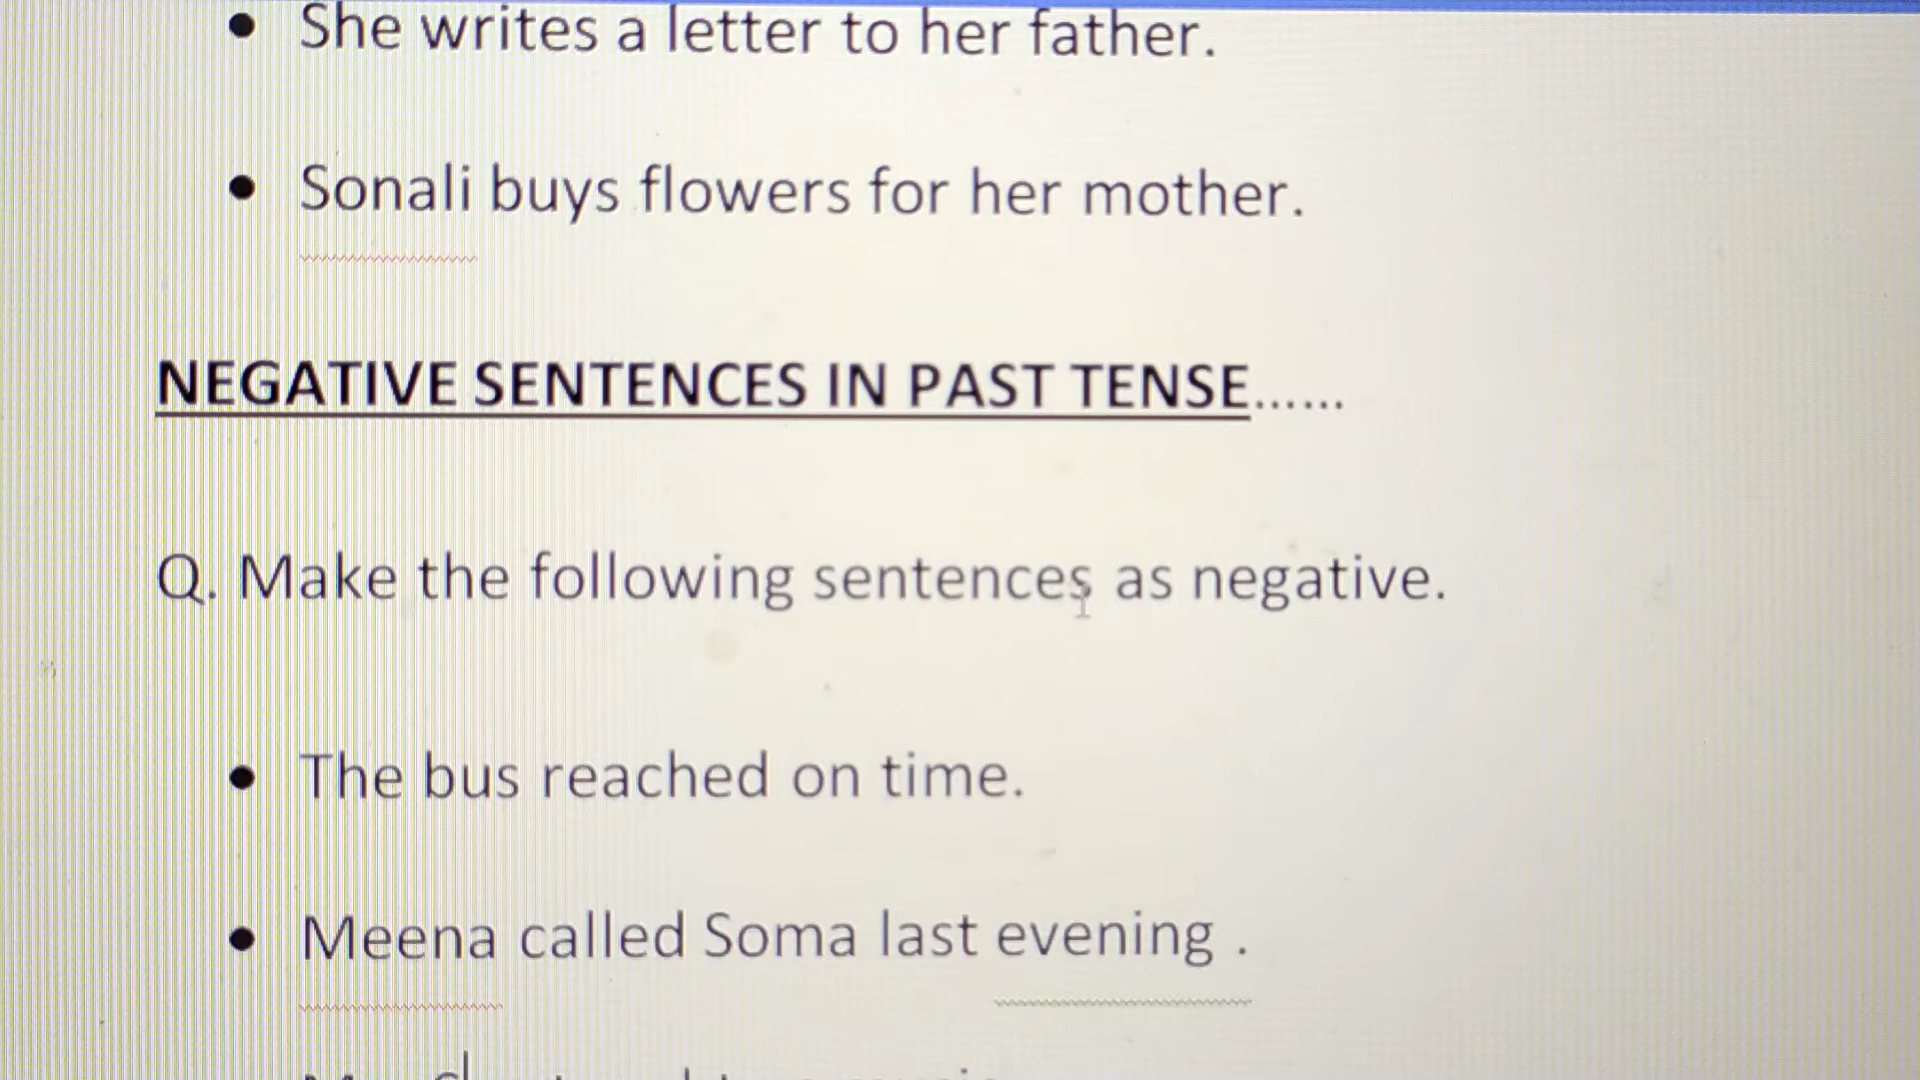 • She writes a letter to her father.
• Sonali buys flowers for her mother.
NEGATIVE SENTENCES IN PAST TENSE......
Q. Make the following sentences as negative.
• The bus reached on time.
• Meena called Soma last evening .